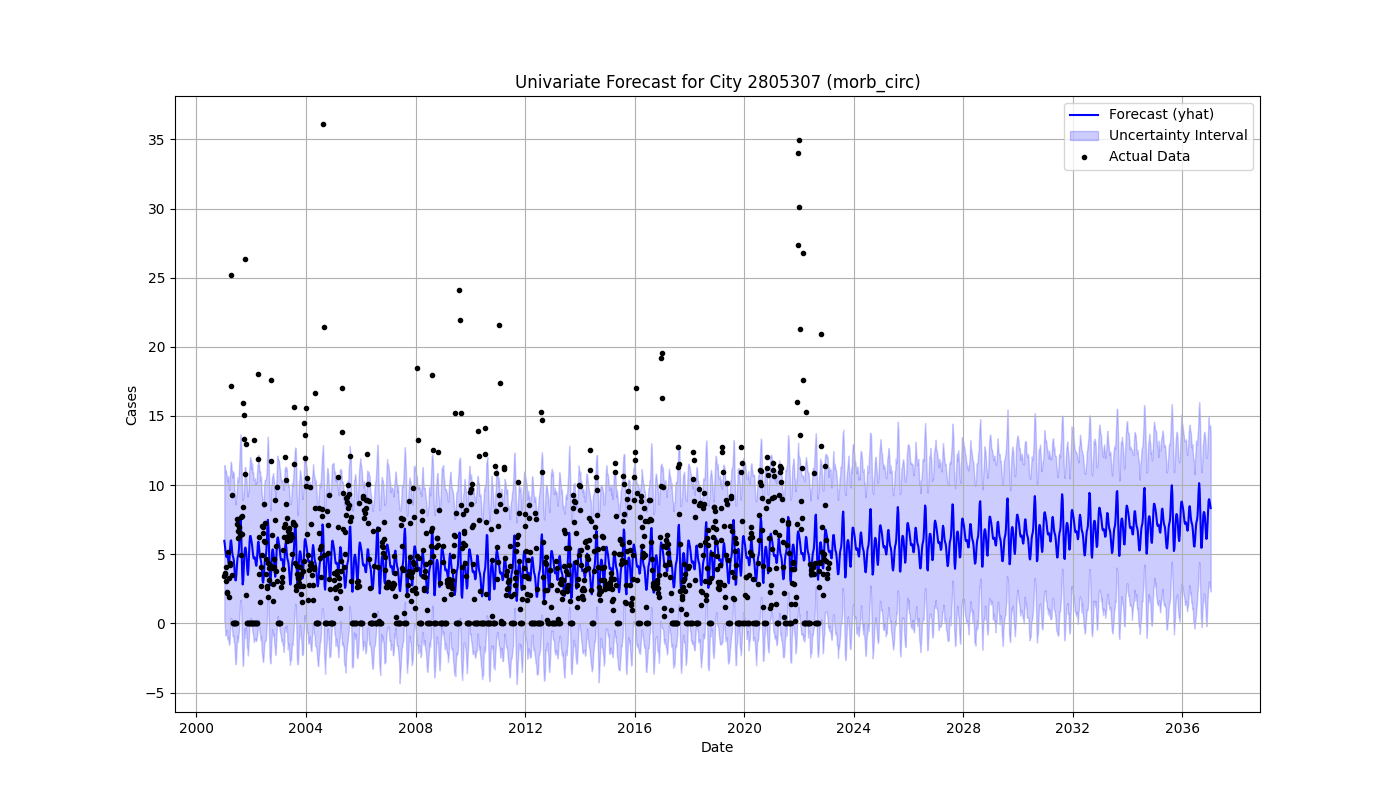 Univariate Forecast for City 2805307 (morb_circ)
Forecast (yhat)
Uncertainty Interval
Actual Data
Cases
35
30
25
20
15
10
5
0
−5
2000 2004 2008 2012 2016 2020 2024 2028 2032 2036
Date